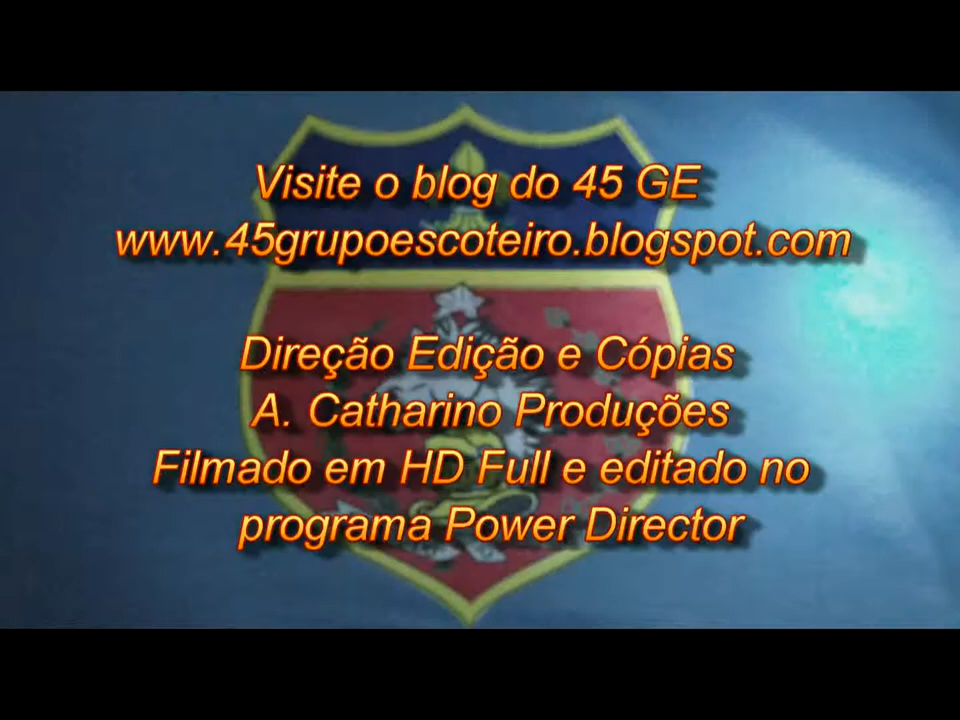 Visite o blog do 45 GE
www.45grupoescoteiro.blogspot.com
Direção Edição e Cópias
A. Catharino Produções
Filmado em HD Full e editado no
programa Power Director